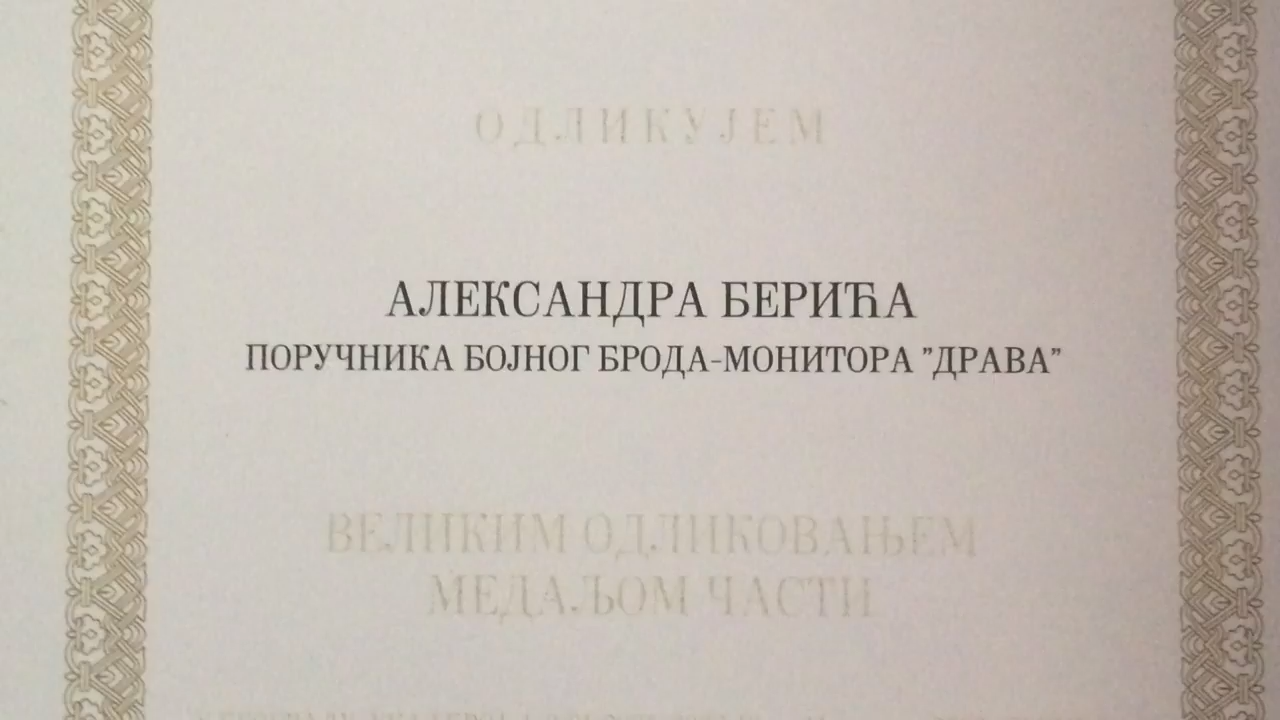 ОДЛИКУЈЕМ
АЛЕКСАНДРА БЕРИЋА
ПОРУЧНИКА БОЈНОГ БРОДА-МОНИТОРА "ДРАВА"
ВЕЛИКИМ ОДЛИКОВАЊЕМ
МЕДАЉОМ ЧАСТИ